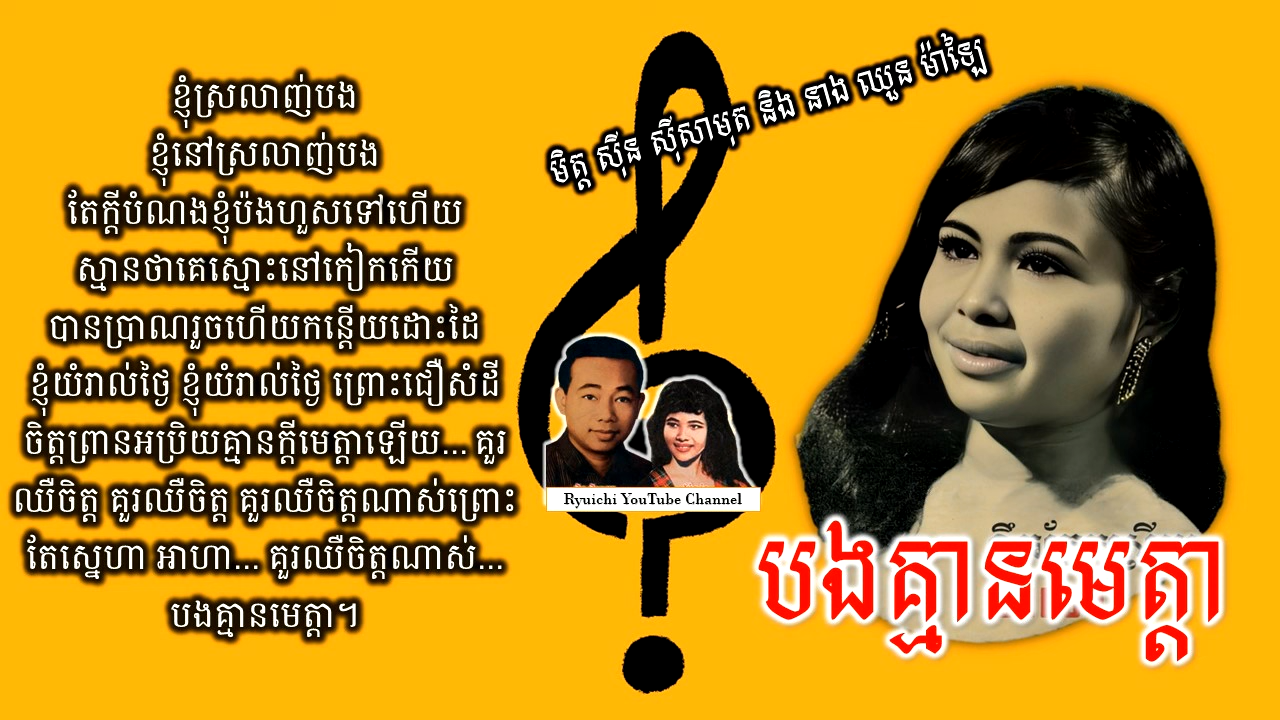 ខ្ញុំស្រលាញ់បង
ខ្ញុំនៅស្រលាញ់បង
តែក្ដីបំណងខ្ញុំប៉ងហួសទៅហើយ
ស្មានថាគេស្មោះនៅកៀកកើយ
បានប្រាណរួចហើយកន្តើយដោះដៃ
ខ្ញុំយំរាល់ថ្ងៃ ខ្ញុំយំរាល់ថ្ងៃ ព្រោះជឿសំដី
ចិត្តព្រានអប្រិយគ្មានក្ដីមេត្តាឡើយ... គួរ
ឈឺចិត្ត គួរឈឺចិត្ត គួរឈឺចិត្តណាស់ព្រោះ
តែស្នេហា អាហា... គួរឈឺចិត្តណាស់...
បងគ្មានមេត្តា។
មិត្ត ស៊ីន ស៊ីសាមុត និង នាង ឈួន ម៉ាឡៃ
Ryuichi YouTube Channel
បងគ្មានមេត្តា